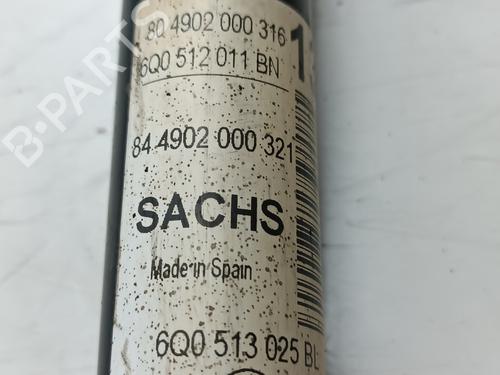 B-PARTS
80 4902 000 316
6Q0 512 011 BN
84 4902 000 321
SACHS
Made in Spain
6Q0 513 025 BL